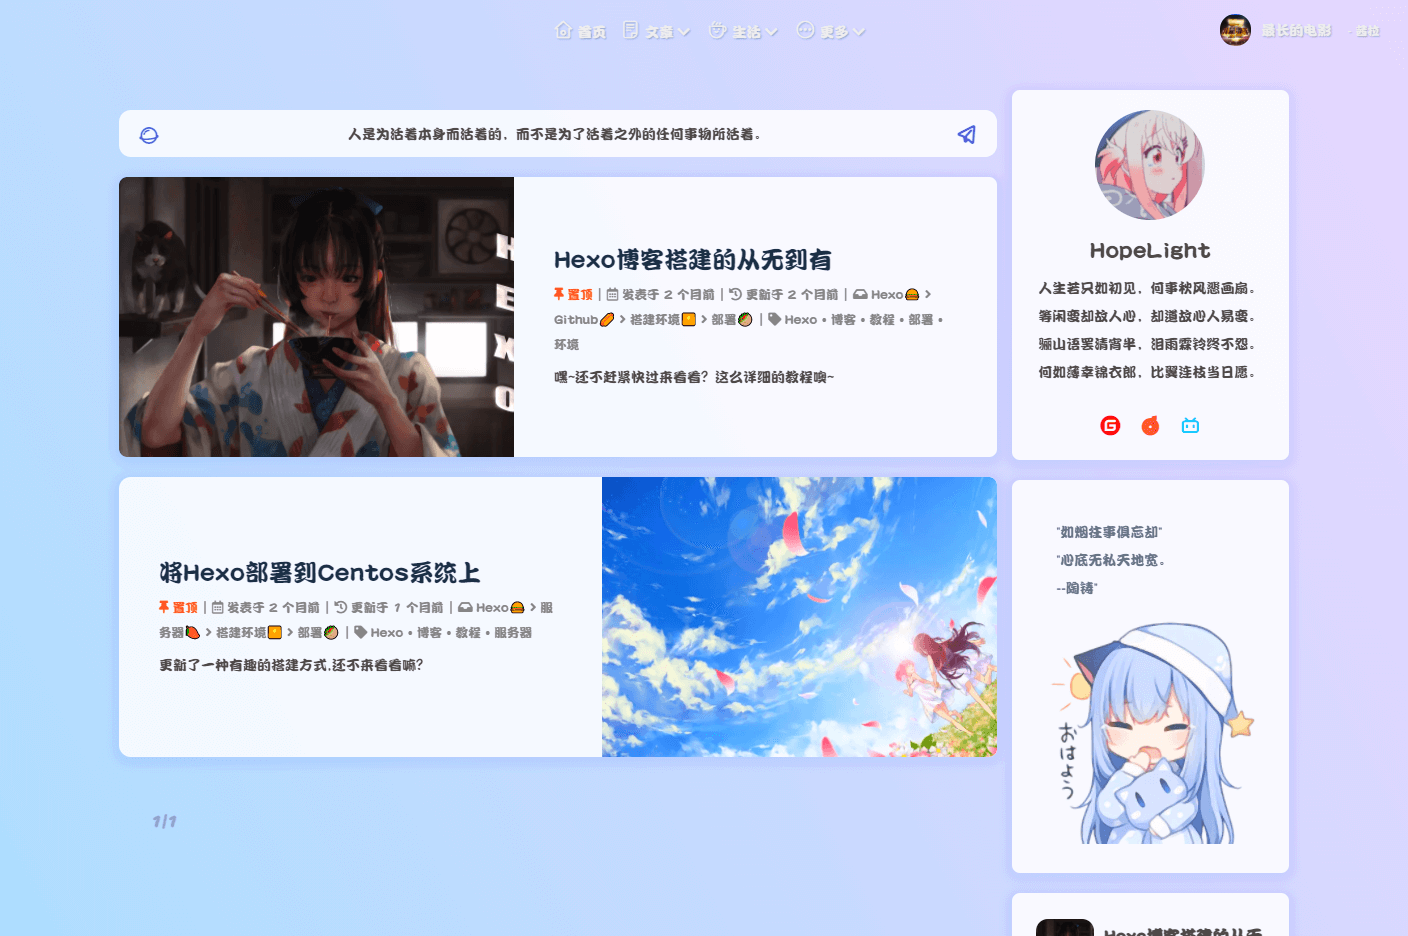 首页 文章 生活 更多
最长的电影
人是为活着本身而活着的，而不是为了活着之外的任何事物所活着。
HEXO
Hexo博客搭建的从无到有
置顶 | 发表于 2 个月前 | 更新于 2 个月前 | Hexo🍔 >
Github🥖 > 搭建环境🍞 > 部署🥙 | Hexo • 博客 • 教程 • 部署 •
环境
嘿~还不赶紧快过来看看？这么详细的教程噢~
将Hexo部署到Centos系统上
置顶 | 发表于 2 个月前 | 更新于 1 个月前 | Hexo🍔 > 服
务器🍖 > 搭建环境🍞 > 部署🥙 | Hexo • 博客 • 教程 • 服务器
更新了一种有趣的搭建方式,还不来看看嘛？
1/1
HopeLight
人生若只如初见，何事秋风悲画扇。
等闲变却故人心，却道故心人易变。
骊山语罢清宵半，泪雨霖铃终不怨。
何如薄幸锦衣郎，比翼连枝当日愿。
"如烟往事俱忘却"
"心底无私天地宽。
--陶铸"
おはよう
Hexo博客搭建的从无